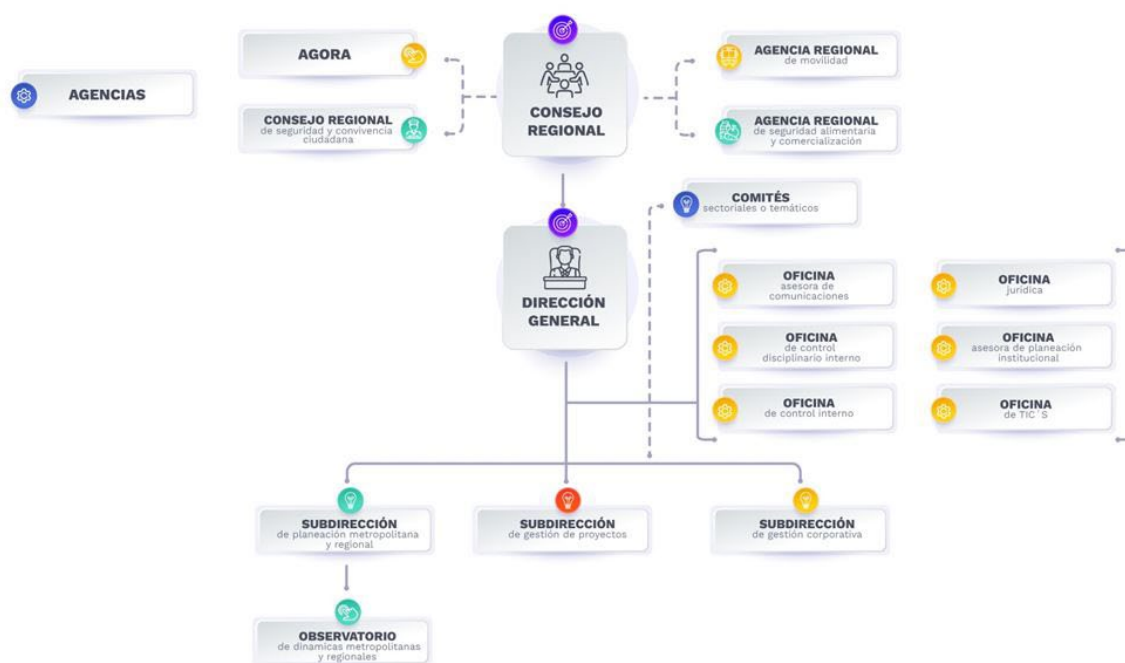 AGENCIAS
AGORA
CONSEJO REGIONAL
de seguridad y convivencia
ciudadana
CONSEJO
REGIONAL
AGENCIA REGIONAL
de movilidad
AGENCIA REGIONAL
de seguridad alimentaria
y comercialización
COMITÉS
sectoriales o temáticos
DIRECCIÓN
GENERAL
OFICINA
asesora de
comunicaciones
OFICINA
jurídica
OFICINA
de control
disciplinario interno
OFICINA
asesora de planeación
institucional
OFICINA
de control interno
OFICINA
de TIC´S
SUBDIRECCIÓN
de planeación metropolitana
y regional
SUBDIRECCIÓN
de gestión de proyectos
SUBDIRECCIÓN
de gestión corporativa
OBSERVATORIO
de dinamicas metropolitanas
y regionales